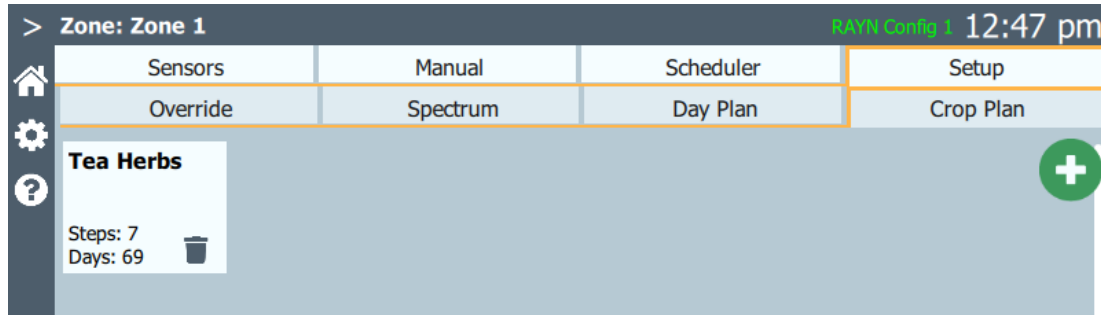 > Zone: Zone 1 RAYN Config 1 12:47 pm
Sensors Manual Scheduler Setup
Override Spectrum Day Plan Crop Plan
Tea Herbs
Steps: 7
Days: 69